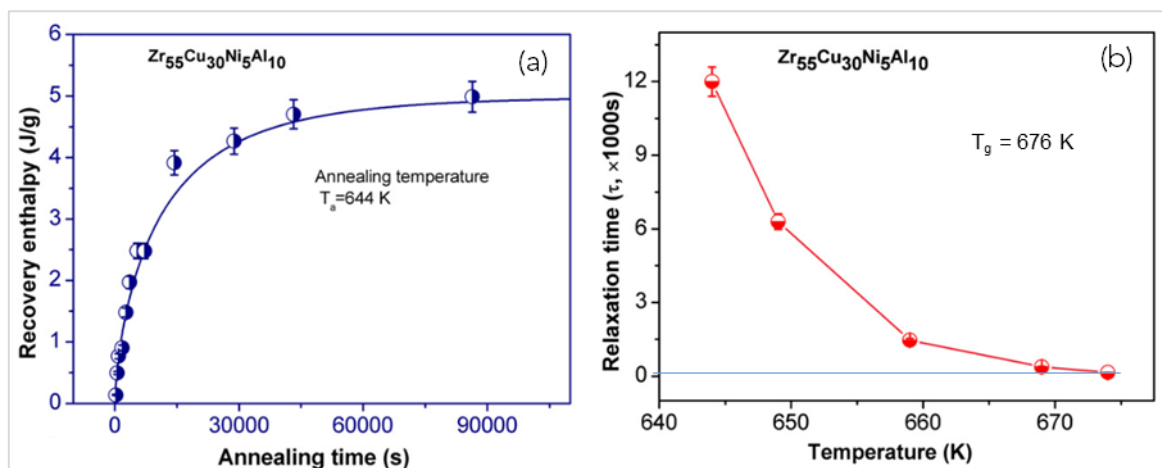 Zr55Cu30Ni5Al10
(a)
Recovery enthalpy (J/g)
6
5
4
3
2
1
0
Annealing temperature
Ta=644 K
0 30000 60000 90000
Annealing time (s)
Zr55Cu30Ni5Al10
(b)
Relaxation time (τ, ×1000s)
12
9
6
3
0
Tg = 676 K
640 650 660 670
Temperature (K)